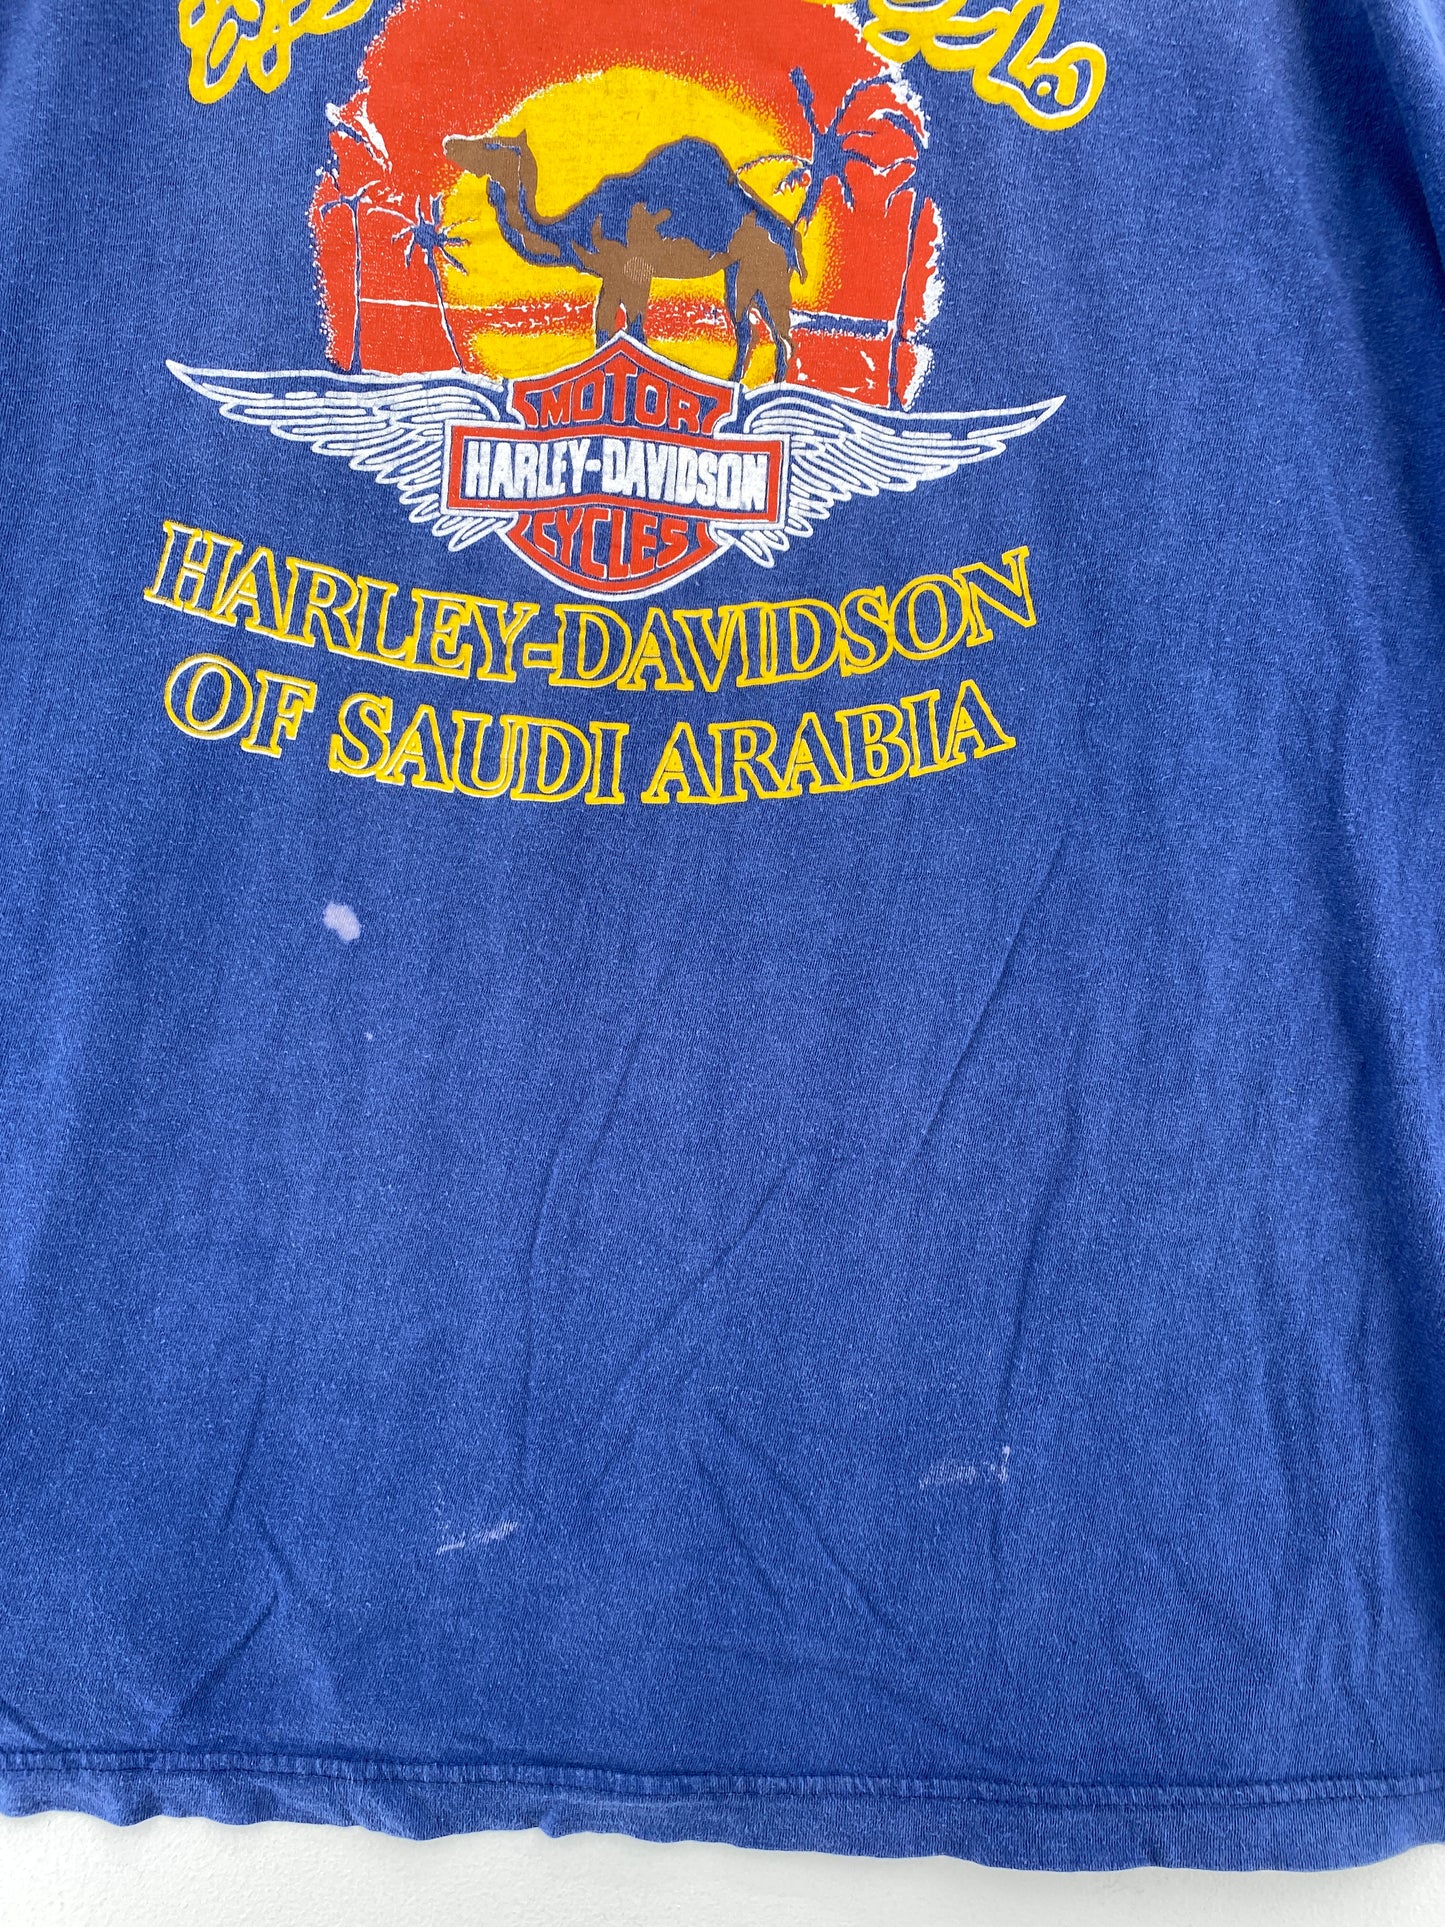 MOTOR
HARLEY-DAVIDSON
CYCLES
HARLEY-DAVIDSON
OF SAUDI ARABIA